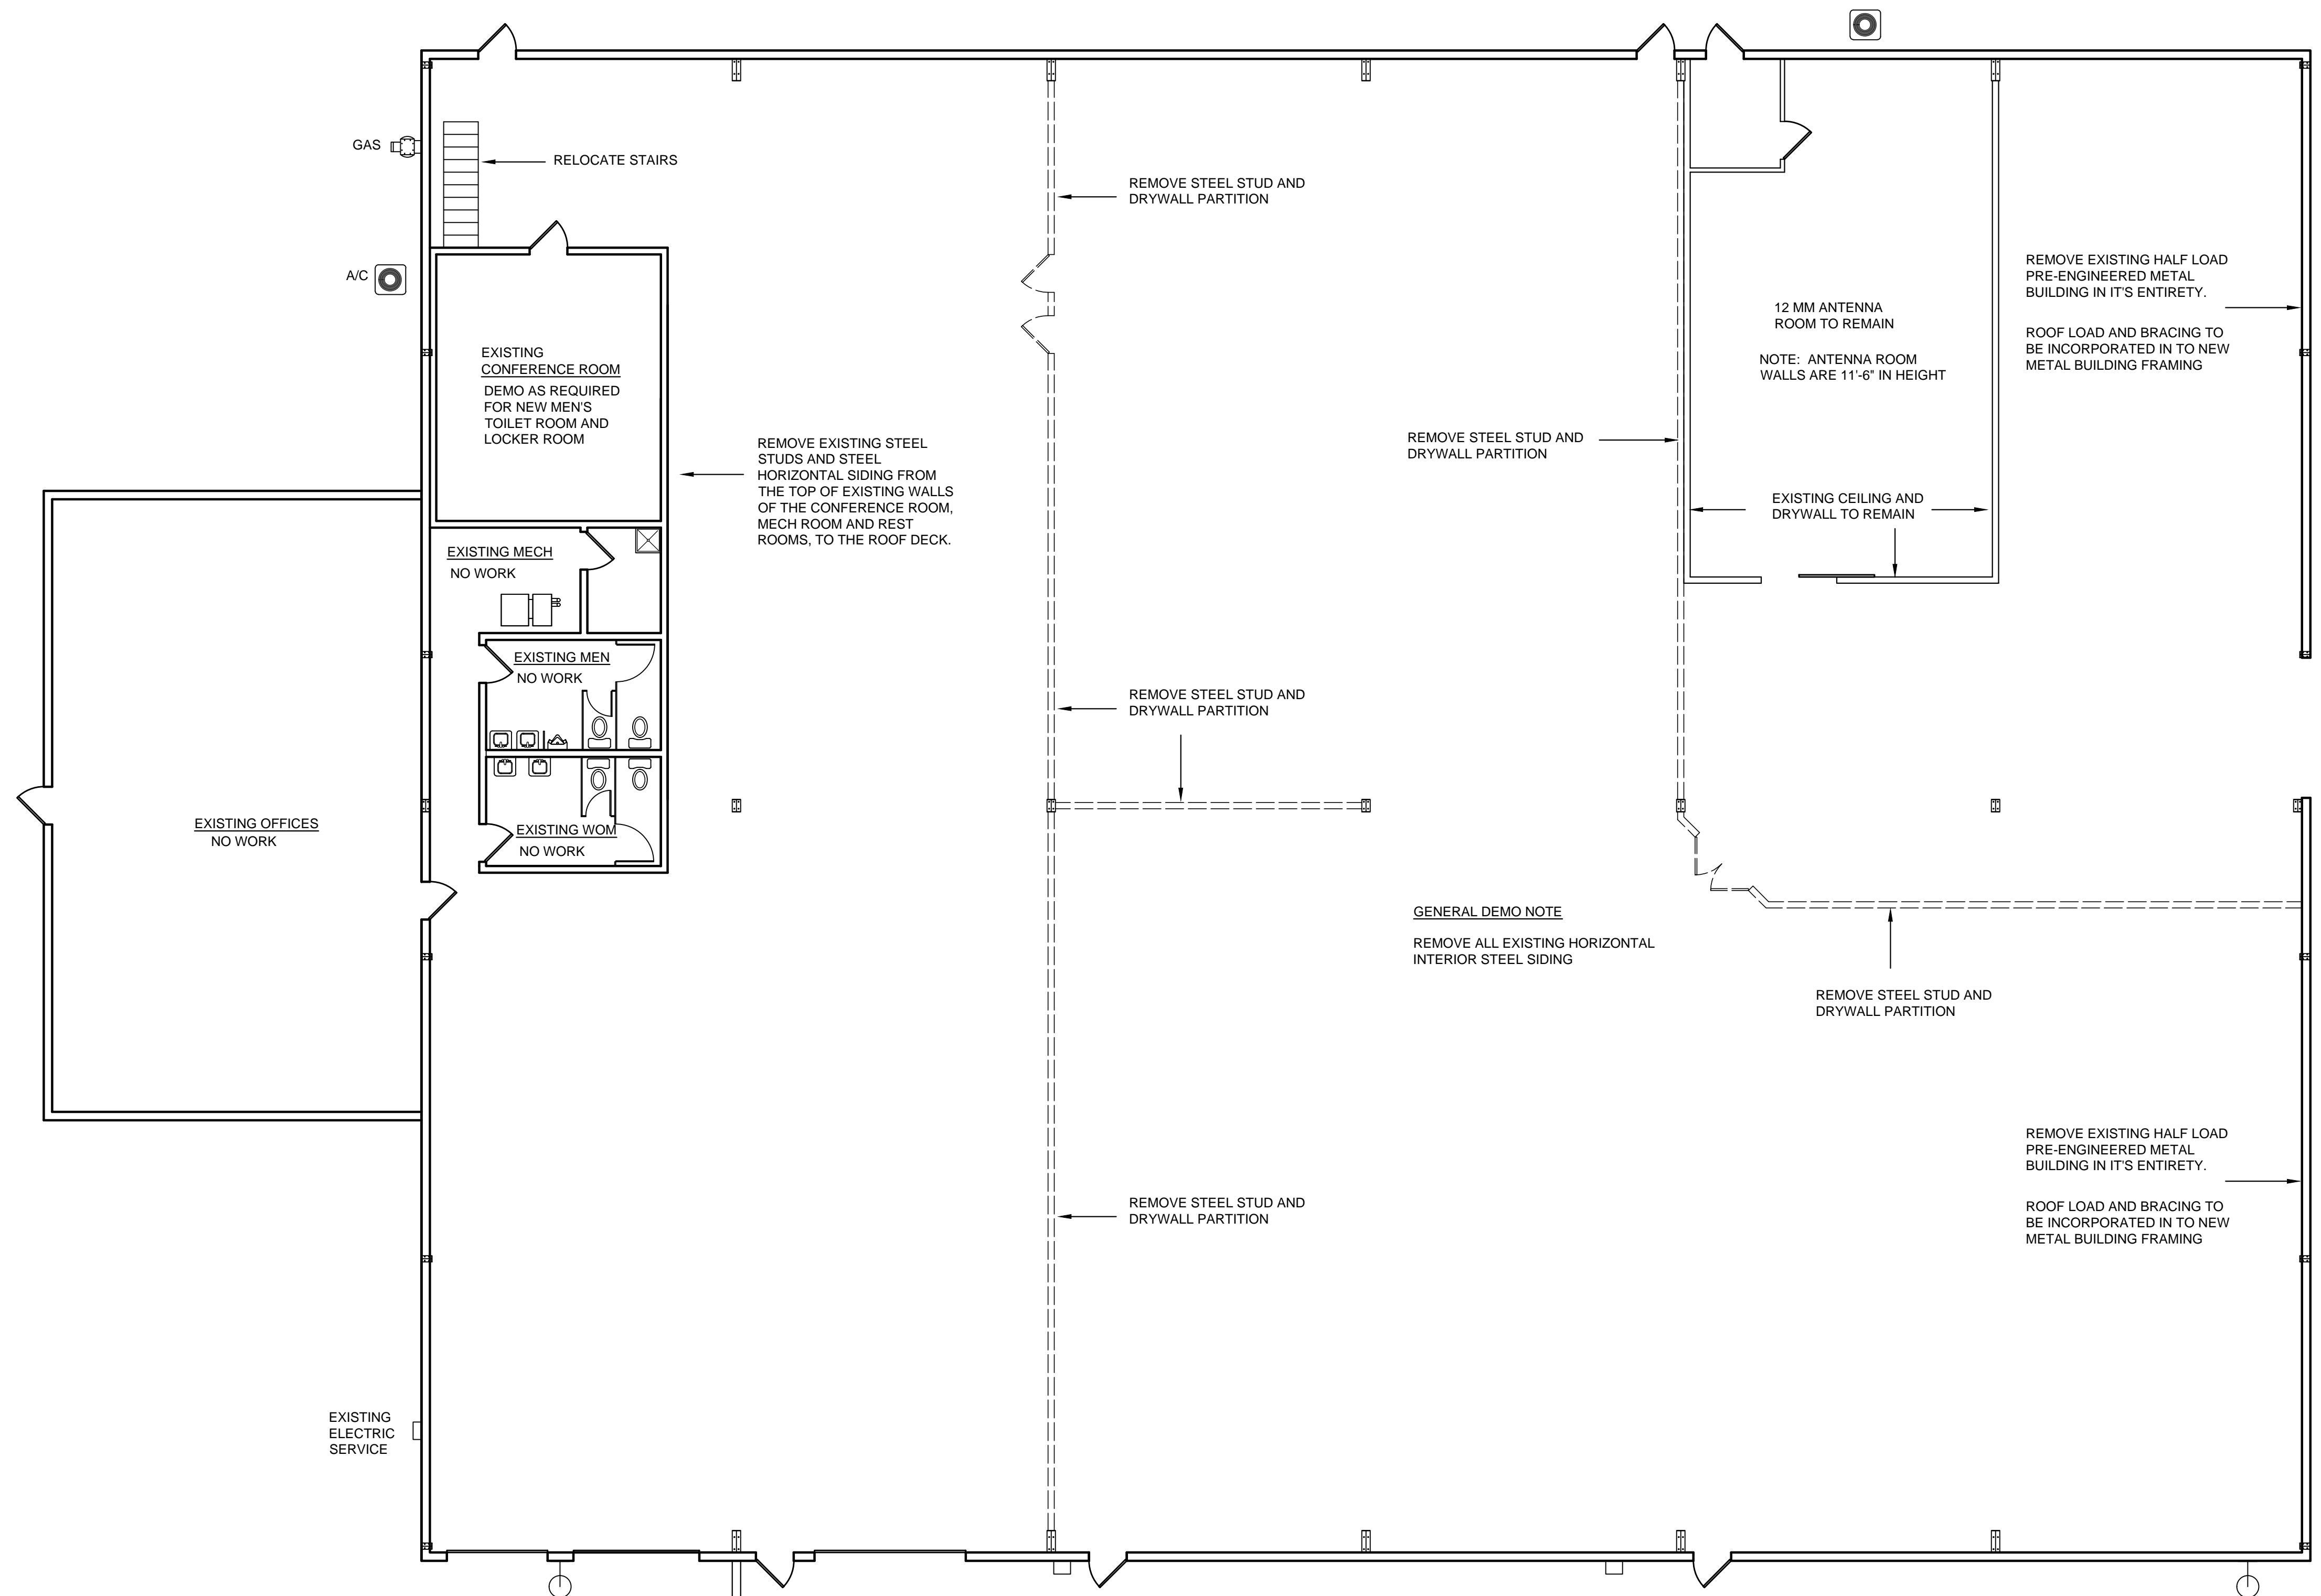 GAS
RELOCATE STAIRS
A/C
EXISTING
CONFERENCE ROOM
DEMO AS REQUIRED
FOR NEW MEN'S
TOILET ROOM AND
LOCKER ROOM
REMOVE EXISTING STEEL
STUDS AND STEEL
HORIZONTAL SIDING FROM
THE TOP OF EXISTING WALLS
OF THE CONFERENCE ROOM,
MECH ROOM AND REST
ROOMS, TO THE ROOF DECK.
EXISTING MECH
NO WORK
EXISTING MEN
NO WORK
EXISTING WOM
NO WORK
EXISTING OFFICES
NO WORK
EXISTING
ELECTRIC
SERVICE
REMOVE STEEL STUD AND
DRYWALL PARTITION
REMOVE STEEL STUD AND
DRYWALL PARTITION
REMOVE STEEL STUD AND
DRYWALL PARTITION
REMOVE STEEL STUD AND
DRYWALL PARTITION
12 MM ANTENNA
ROOM TO REMAIN
NOTE: ANTENNA ROOM
WALLS ARE 11'-6" IN HEIGHT
EXISTING CEILING AND
DRYWALL TO REMAIN
REMOVE EXISTING HALF LOAD
PRE-ENGINEERED METAL
BUILDING IN IT'S ENTIRETY.
ROOF LOAD AND BRACING TO
BE INCORPORATED IN TO NEW
METAL BUILDING FRAMING
GENERAL DEMO NOTE
REMOVE ALL EXISTING HORIZONTAL
INTERIOR STEEL SIDING
REMOVE STEEL STUD AND
DRYWALL PARTITION
REMOVE EXISTING HALF LOAD
PRE-ENGINEERED METAL
BUILDING IN IT'S ENTIRETY.
ROOF LOAD AND BRACING TO
BE INCORPORATED IN TO NEW
METAL BUILDING FRAMING